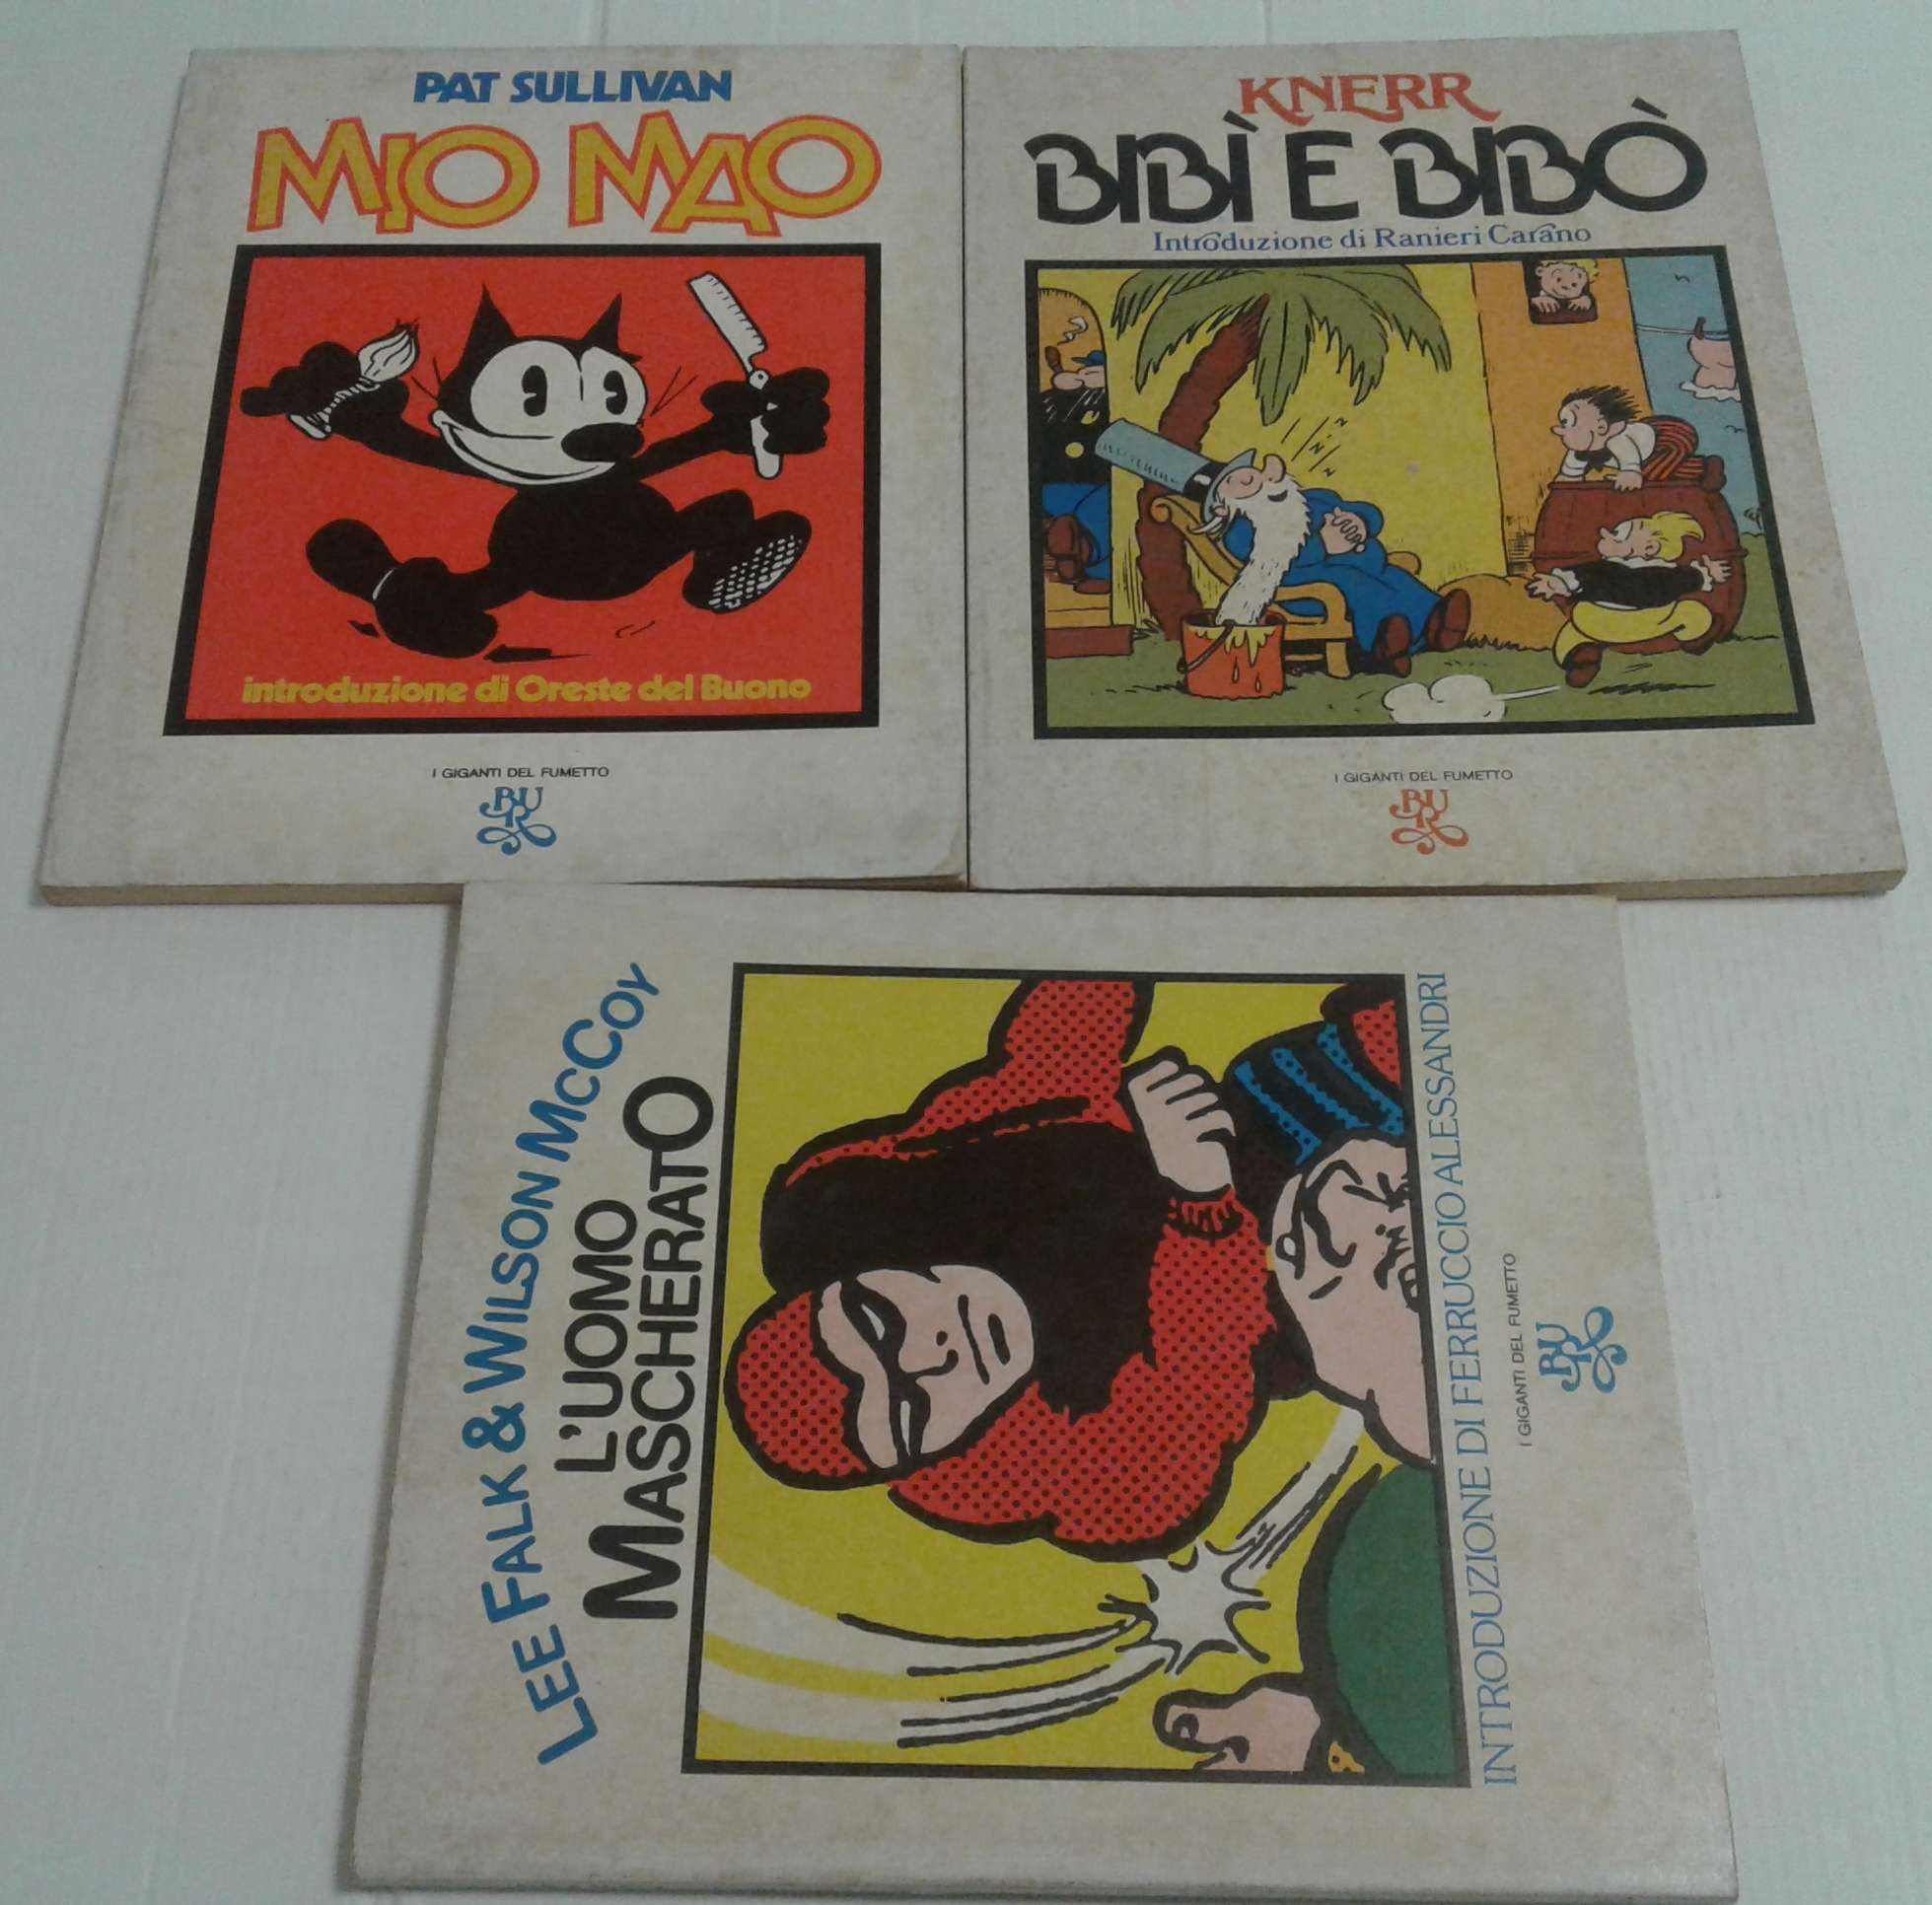 PAT SULLIVAN
MIO MAO
introduzione di Oreste del Buono
I GIGANTI DEL FUMETTO
BUR
KNERR
BIBÌ E BIBÒ
Introduzione di Ranieri Carano
I GIGANTI DEL FUMETTO
BUR
LEE FALK & WILSON MCCOY
L'UOMO
MASCHERATO
INTRODUZIONE DI FERRUCCIO ALESSANDRI
I GIGANTI DEL FUMETTO
BUR